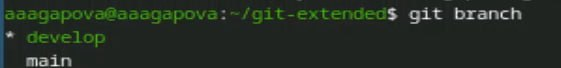 aaagapova@aaagapova:~/git-extended$ git branch
* develop
  main